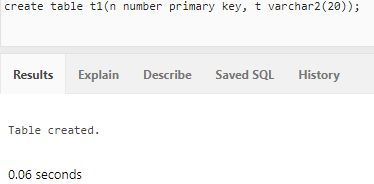 create table t1(n number primary key, t varchar2(20));
Results Explain Describe Saved SQL History
Table created.
0.06 seconds